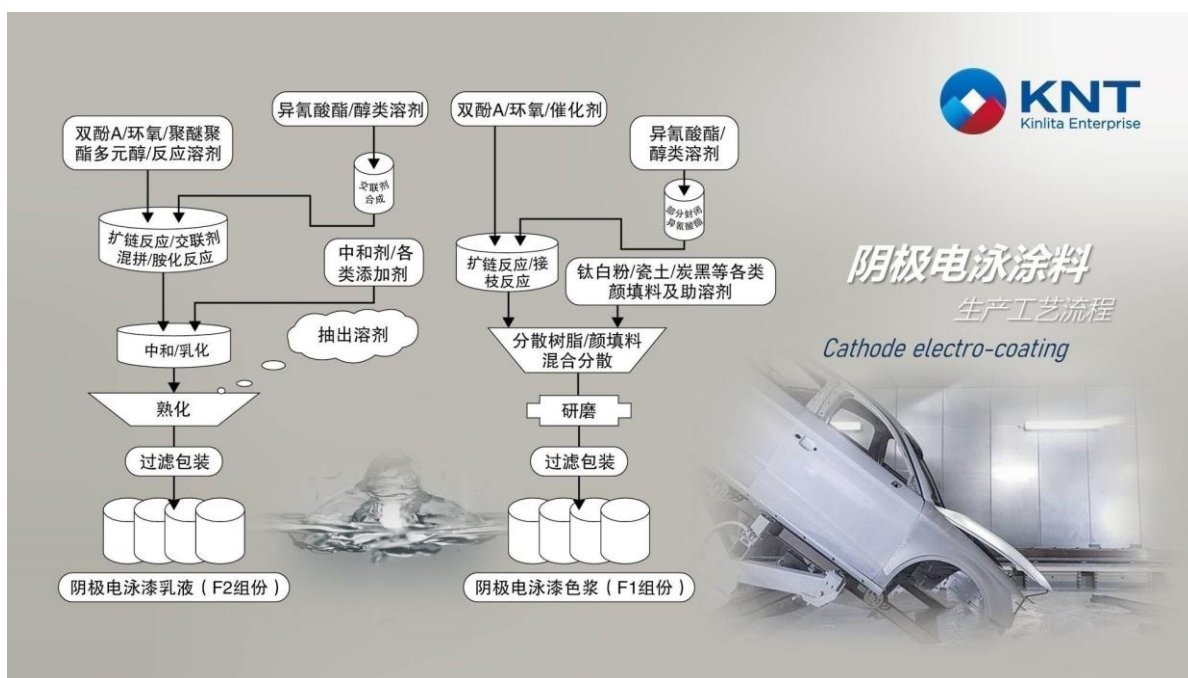 KNT
Kinlita Enterprise
阴极电泳涂料
生产工艺流程
Cathode electro-coating
双酚A/环氧/聚醚聚
酯多元醇/反应溶剂
异氰酸酯/醇类溶剂
交联剂
合成
扩链反应/交联剂
混拼/胺化反应
中和剂/各
类添加剂
中和/乳化
抽出溶剂
熟化
过滤包装
阴极电泳漆乳液（F2组份）
双酚A/环氧/催化剂
异氰酸酯/
醇类溶剂
部分封闭
异氰酸酯
扩链反应/接
枝反应
钛白粉/瓷土/炭黑等各类
颜填料及助溶剂
分散树脂/颜填料
混合分散
研磨
过滤包装
阴极电泳漆色浆（F1组份）